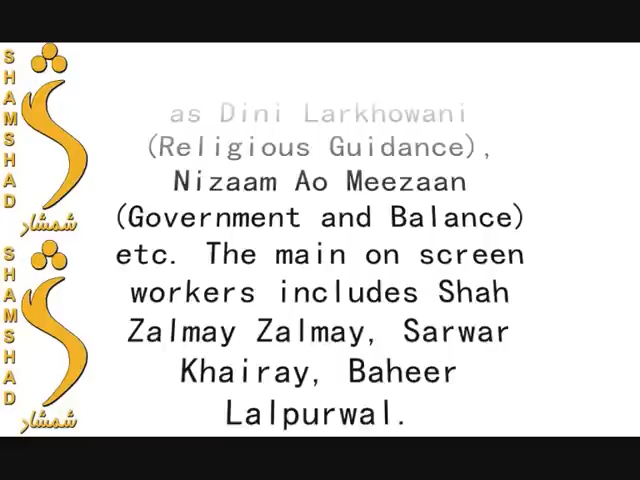 SHAMSHAD
شمشاد
SHAMSHAD
شمشاد
as Dini Larkhowani
(Religious Guidance),
Nizaam Ao Meezaan
(Government and Balance)
etc. The main on screen
workers includes Shah
Zalmay Zalmay, Sarwar
Khairay, Baheer
Lalpurwal.